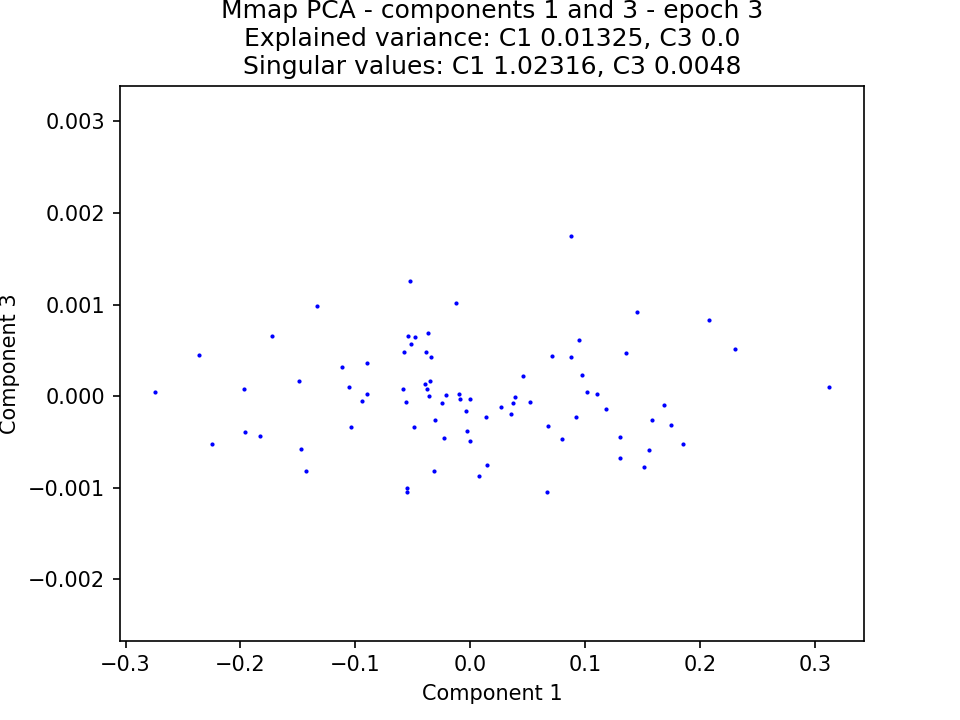 Mmap PCA - components 1 and 3 - epoch 3
Explained variance: C1 0.01325, C3 0.0
Singular values: C1 1.02316, C3 0.0048
0.003
0.002
0.001
0.000
−0.001
−0.002
Component 3
−0.3
−0.2
−0.1
0.0
0.1
0.2
0.3
Component 1